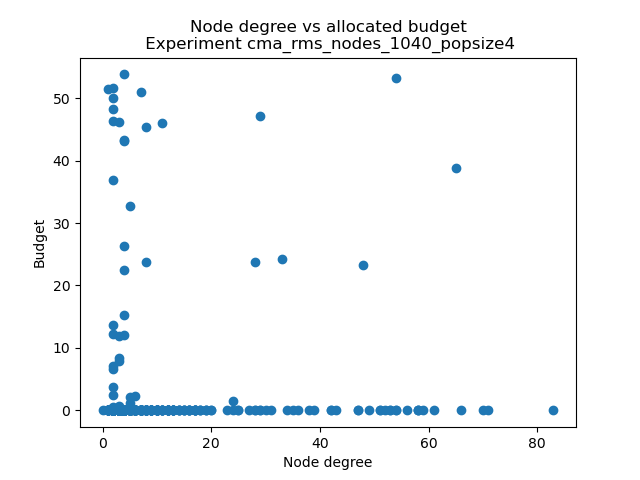 Node degree vs allocated budget
Experiment cma_rms_nodes_1040_popsize4
50
40
30
20
10
0
Budget
0 20 40 60 80
Node degree